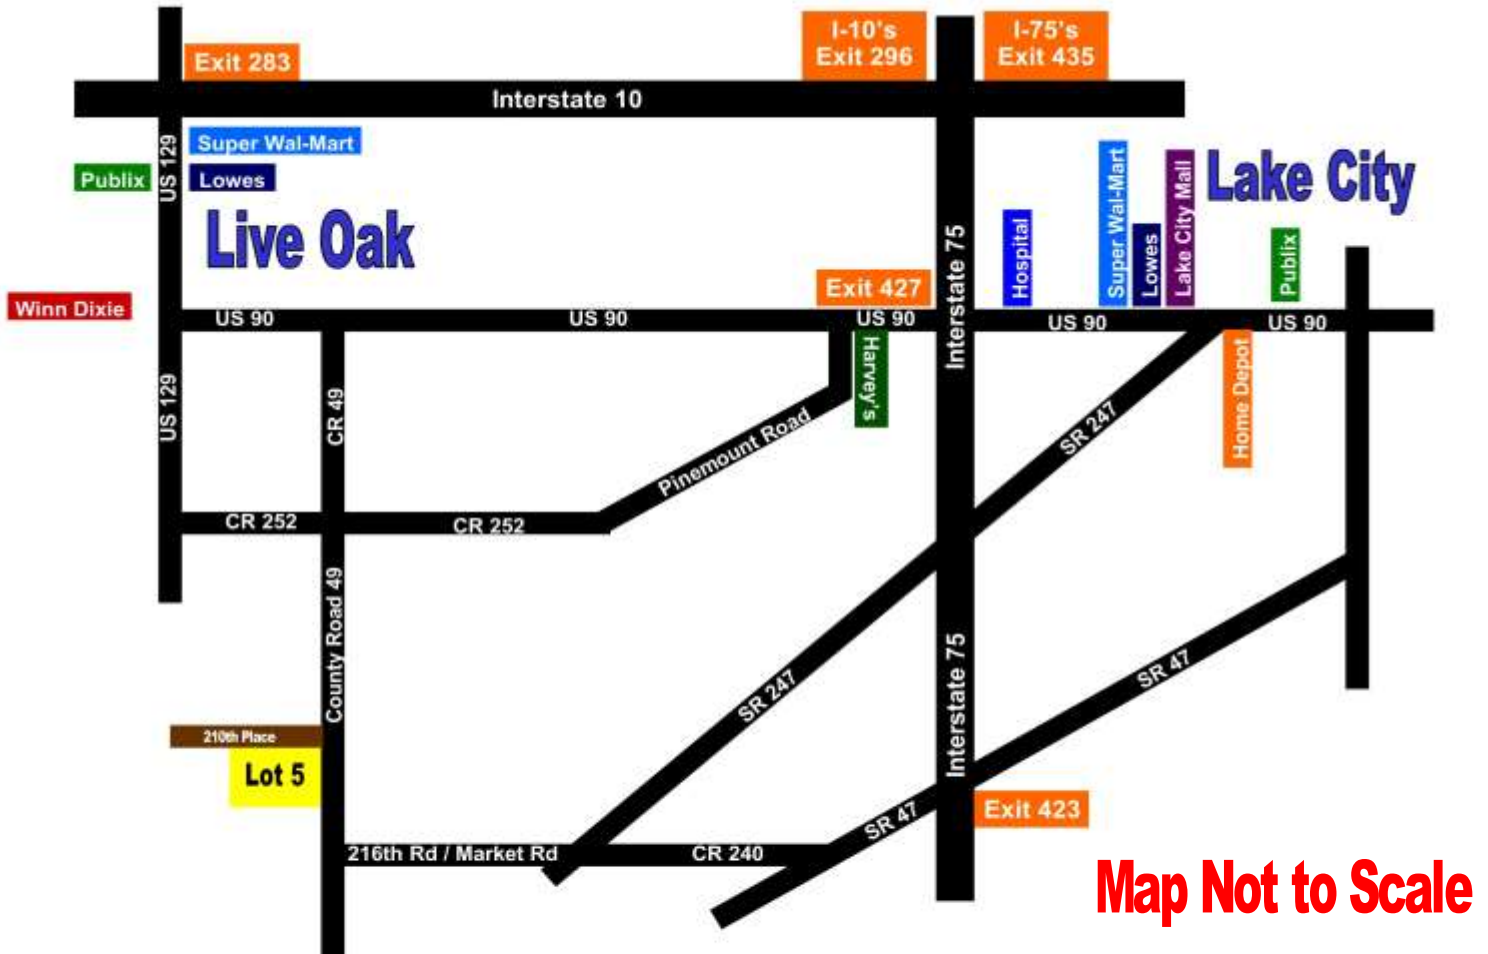 I-10's
Exit 296
I-75's
Exit 435
Exit 283
Interstate 10
US 129
Super Wal-Mart
Publix
Lowes
Live Oak
Lake City
Hospital
Super Wal-Mart
Lowes
Lake City Mall
Publix
Interstate 75
Exit 427
Winn Dixie
US 90
US 90
US 90
US 90
US 90
Harvey's
Home Depot
US 129
CR 49
Pinemount Road
SR 247
CR 252
CR 252
County Road 49
SR 247
Interstate 75
SR 47
210th Place
Lot 5
Exit 423
SR 47
216th Rd / Market Rd
CR 240
Map Not to Scale